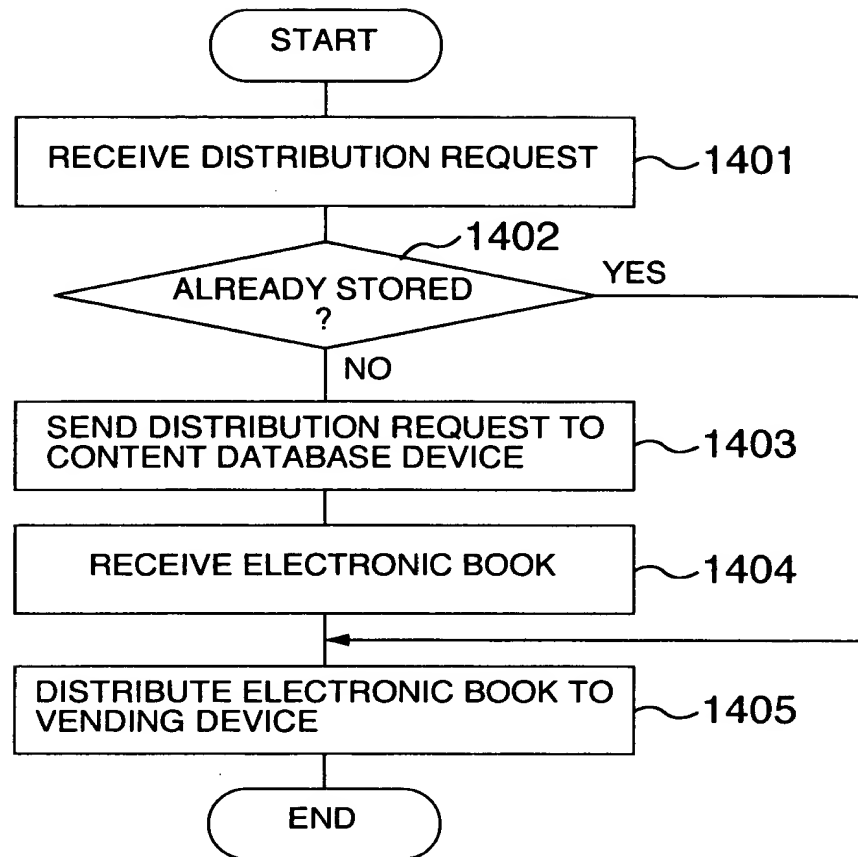 START
RECEIVE DISTRIBUTION REQUEST
1401
1402
ALREADY STORED
?
YES
NO
SEND DISTRIBUTION REQUEST TO
CONTENT DATABASE DEVICE
1403
RECEIVE ELECTRONIC BOOK
1404
DISTRIBUTE ELECTRONIC BOOK TO
VENDING DEVICE
1405
END